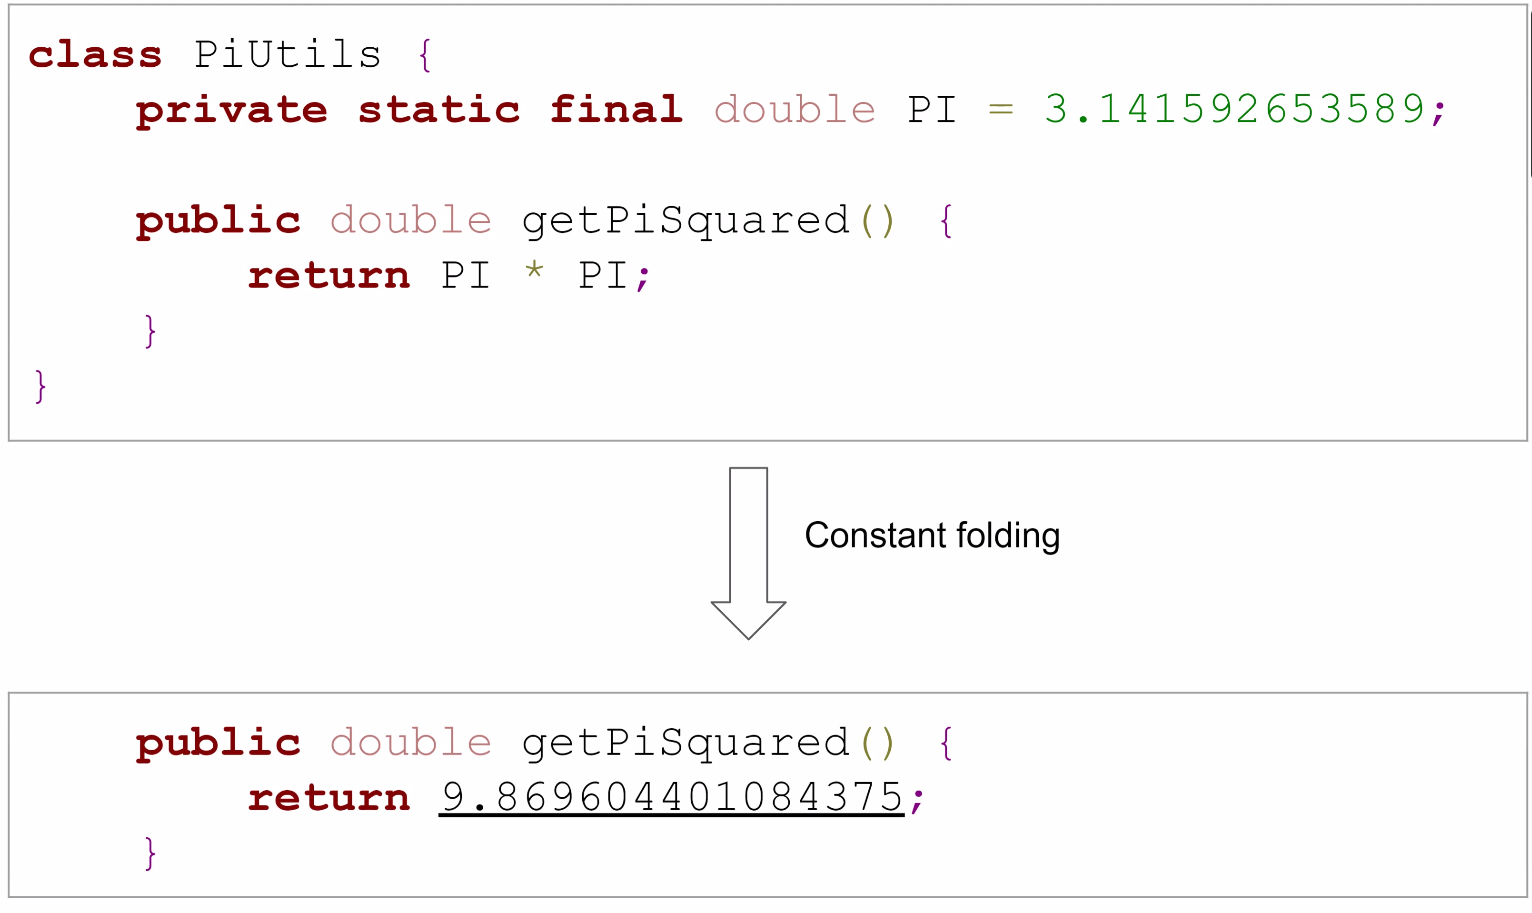 class PiUtils {
    private static final double PI = 3.141592653589;
    public double getPiSquared() {
        return PI * PI;
    }
}
Constant folding
    public double getPiSquared() {
        return 9.869604401084375;
    }